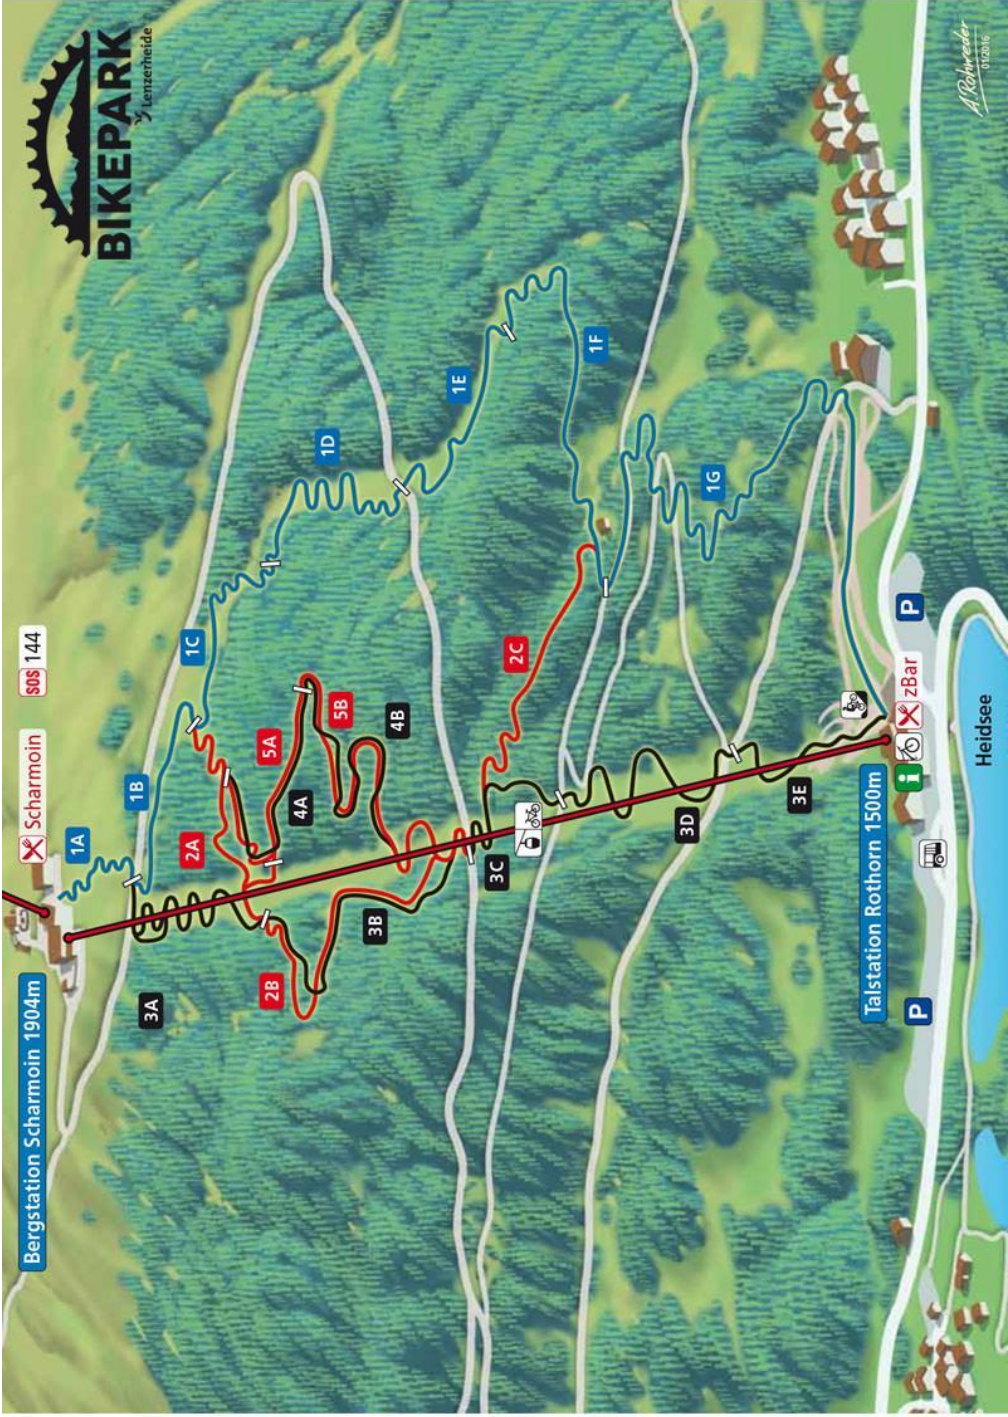 Bergstation Scharmoin 1904m
Scharmoin
SOS 144
BIKEPARK
Lenzerheide
1A
1B
1C
1D
1E
1F
1G
2A
2B
2C
3A
3B
3C
3D
3E
4A
4B
5A
5B
Talstation Rothorn 1500m
i
zBar
P
P
Heidsee
A. Rohweder
01/2016